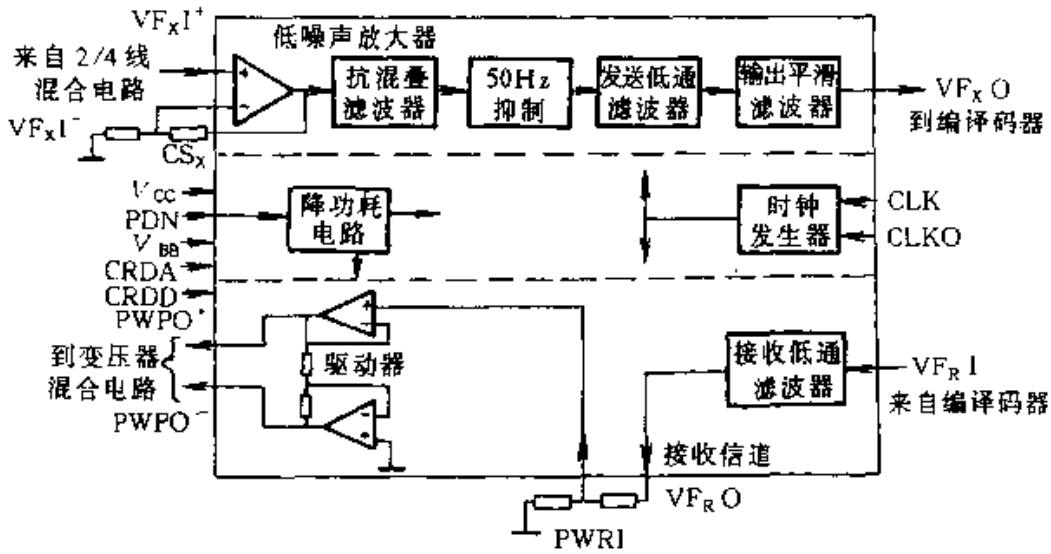 VFxI⁺
低噪声放大器
来自2/4线
混合电路
VFxI⁻
CSx
抗混叠
滤波器
50Hz
抑制
发送低通
滤波器
输出平滑
滤波器
VFxO
到编译码器
Vcc
PDN
VBB
CRDA
CRDD
降功耗
电路
时钟
发生器
CLK
CLKO
PWPO⁺
到变压器
混合电路
PWPO⁻
驱动器
接收低通
滤波器
VFRI
来自编译码器
接收信道
VFRO
PWRI